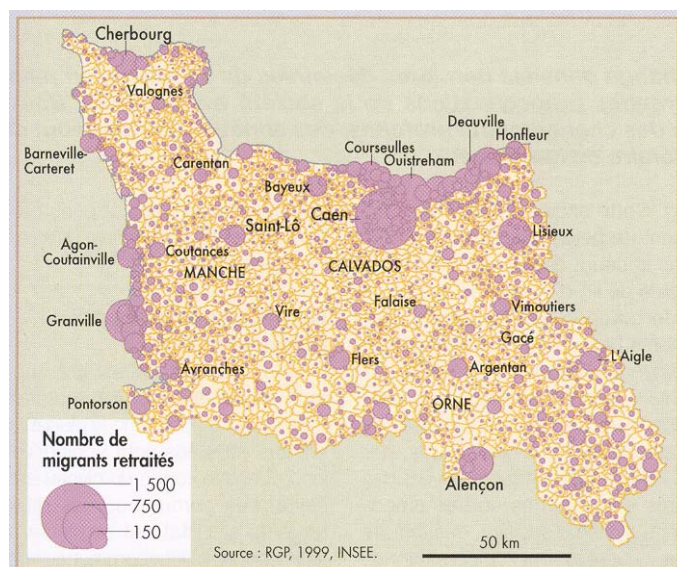 Cherbourg
Valognes
Barneville-
Carteret
Carentan
Bayeux
Courseulles
Ouistreham
Deauville
Honfleur
Caen
Lisieux
Saint-Lô
Agon-
Coutainville
Coutances
MANCHE
CALVADOS
Granville
Vire
Falaise
Vimoutiers
Gacé
L'Aigle
Avranches
Flers
Argentan
Pontorson
ORNE
Alençon
Nombre de
migrants retraités
1 500
750
150
Source : RGP, 1999, INSEE.
50 km